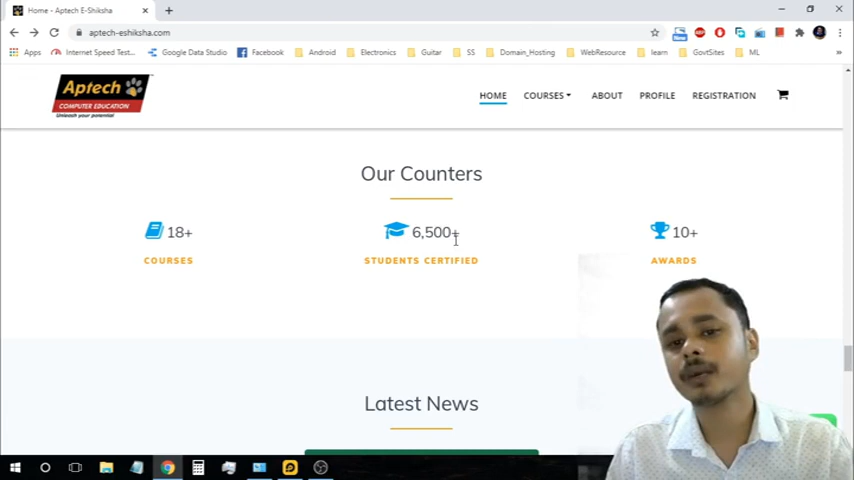 Home - Aptech E-Shiksha
aptech-eshiksha.com
Apps Internet Speed Test... Google Data Studio Facebook Android Electronics Guitar SS Domain_Hosting WebResource learn GovtSites ML
Aptech
COMPUTER EDUCATION
Unleash your potential
HOME COURSES ABOUT PROFILE REGISTRATION
Our Counters
18+ 6,500+ 10+
COURSES STUDENTS CERTIFIED AWARDS
Latest News